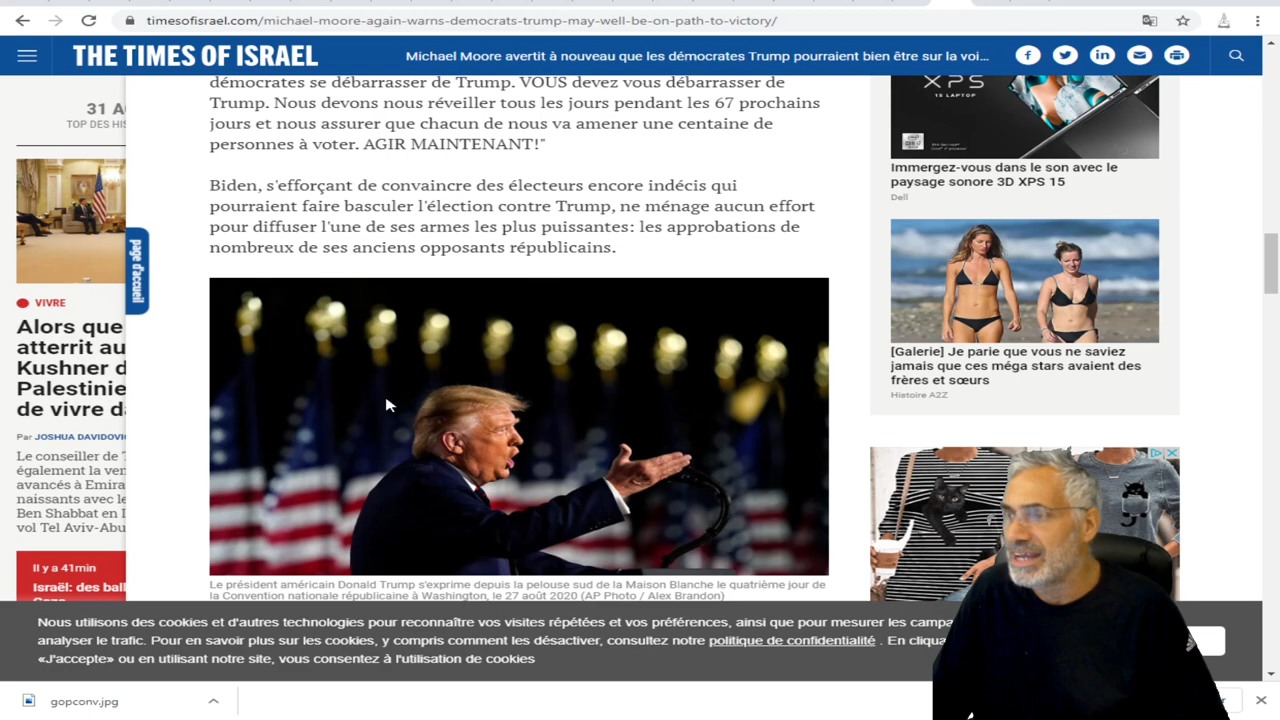 timesofisrael.com/michael-moore-again-warns-democrats-trump-may-well-be-on-path-to-victory/
THE TIMES OF ISRAEL
Michael Moore avertit à nouveau que les démocrates Trump pourraient bien être sur la voi...
démocrates se débarrasser de Trump. VOUS devez vous débarrasser de
Trump. Nous devons nous réveiller tous les jours pendant les 67 prochains
jours et nous assurer que chacun de nous va amener une centaine de
personnes à voter. AGIR MAINTENANT!"
Biden, s'efforçant de convaincre des électeurs encore indécis qui
pourraient faire basculer l'élection contre Trump, ne ménage aucun effort
pour diffuser l'une de ses armes les plus puissantes: les approbations de
nombreux de ses anciens opposants républicains.
Le président américain Donald Trump s'exprime depuis la pelouse sud de la Maison Blanche le quatrième jour de
la Convention nationale républicaine à Washington, le 27 août 2020 (AP Photo / Alex Brandon)
31
TOP DES
page d'accueil
VIVRE
Alors que
atterrit au
Kushner d
Palestinie
de vivre d
Par JOSHUA DAVIDOVI
Le conseiller de
également la ven
avancés à Emira
naissants avec le
Ben Shabbat en
vol Tel Aviv-Abu
Il y a 41min
Israël: des ball
XPS
15 LAPTOP
Immergez-vous dans le son avec le
paysage sonore 3D XPS 15
Dell
[Galerie] Je parie que vous ne saviez
jamais que ces méga stars avaient des
frères et sœurs
Histoire A2Z
Nous utilisons des cookies et d'autres technologies pour reconnaître vos visites répétées et vos préférences, ainsi que pour mesurer les campa
analyser le trafic. Pour en savoir plus sur les cookies, y compris comment les désactiver, consultez notre politique de confidentialité . En cliqua
«J'accepte» ou en utilisant notre site, vous consentez à l'utilisation de cookies
gopconv.jpg